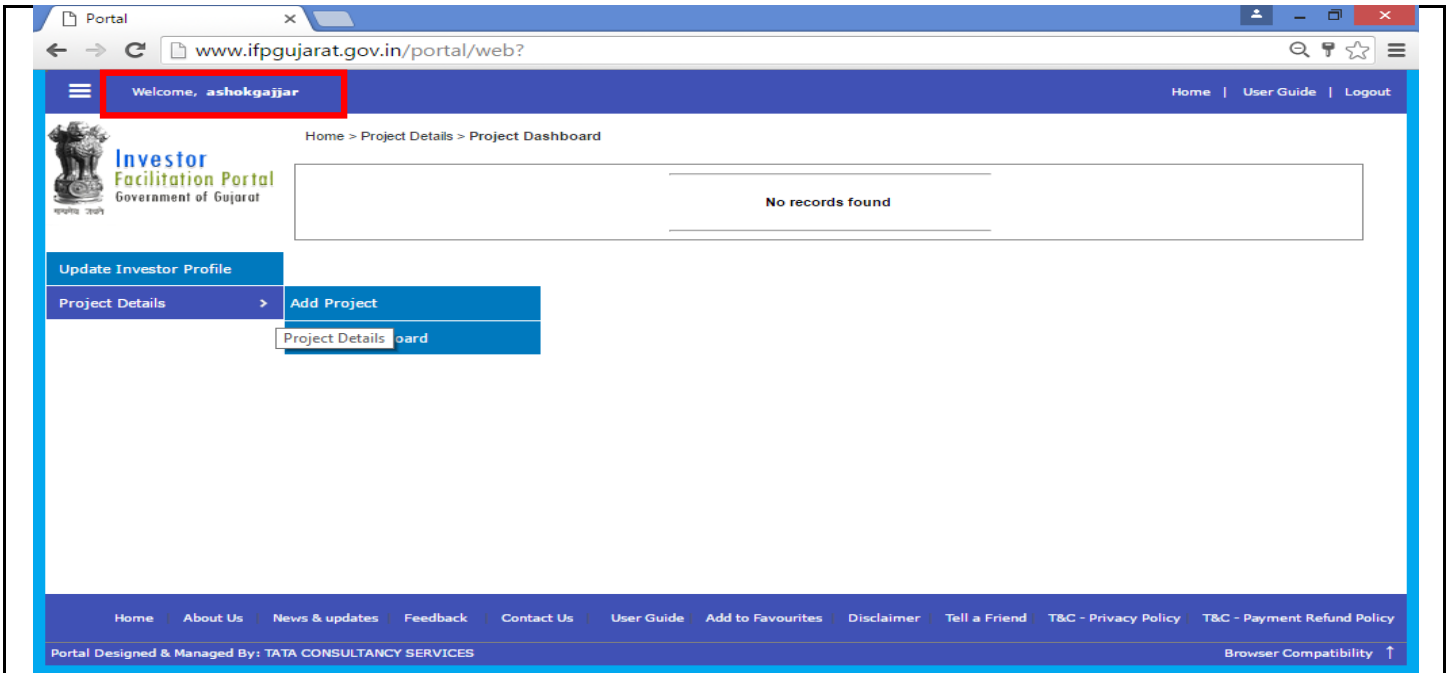 Portal
www.ifpgujarat.gov.in/portal/web?
Welcome, ashokgajjar
Home | User Guide | Logout
Home > Project Details > Project Dashboard
Investor
Facilitation Portal
Government of Gujarat
No records found
Update Investor Profile
Project Details >
Add Project
Project Details oard
Home About Us News & updates Feedback Contact Us User Guide Add to Favourites Disclaimer Tell a Friend T&C - Privacy Policy T&C - Payment Refund Policy
Portal Designed & Managed By: TATA CONSULTANCY SERVICES
Browser Compatibility ↑